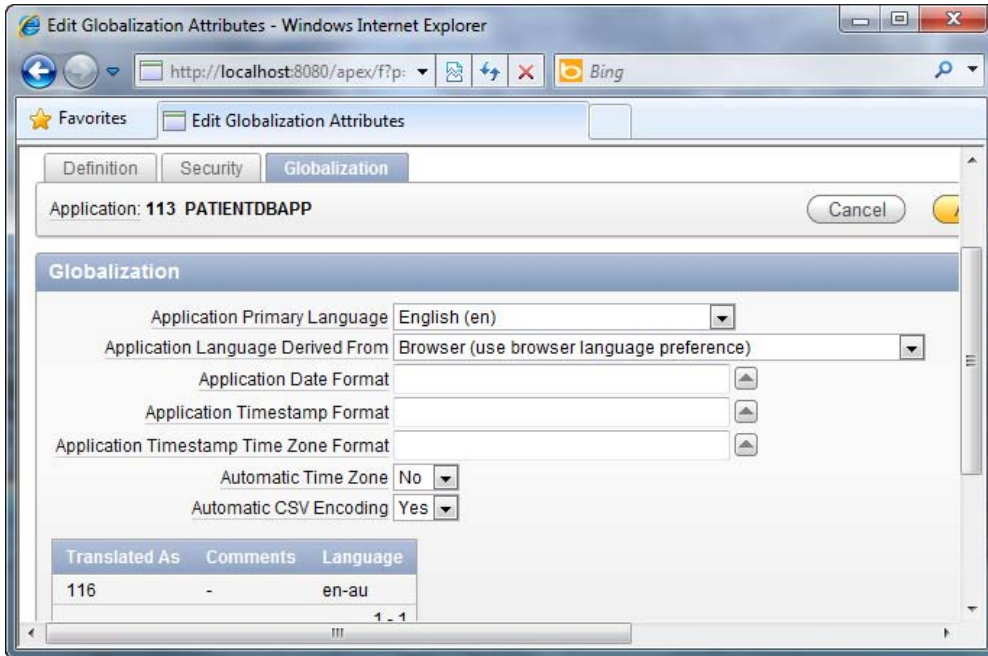 Edit Globalization Attributes - Windows Internet Explorer
http://localhost:8080/apex/f?p: Bing
Favorites Edit Globalization Attributes
Definition Security Globalization
Application: 113 PATIENTDBAPP Cancel
Globalization
Application Primary Language English (en)
Application Language Derived From Browser (use browser language preference)
Application Date Format
Application Timestamp Format
Application Timestamp Time Zone Format
Automatic Time Zone No
Automatic CSV Encoding Yes
Translated As Comments Language
116 - en-au
1 - 1